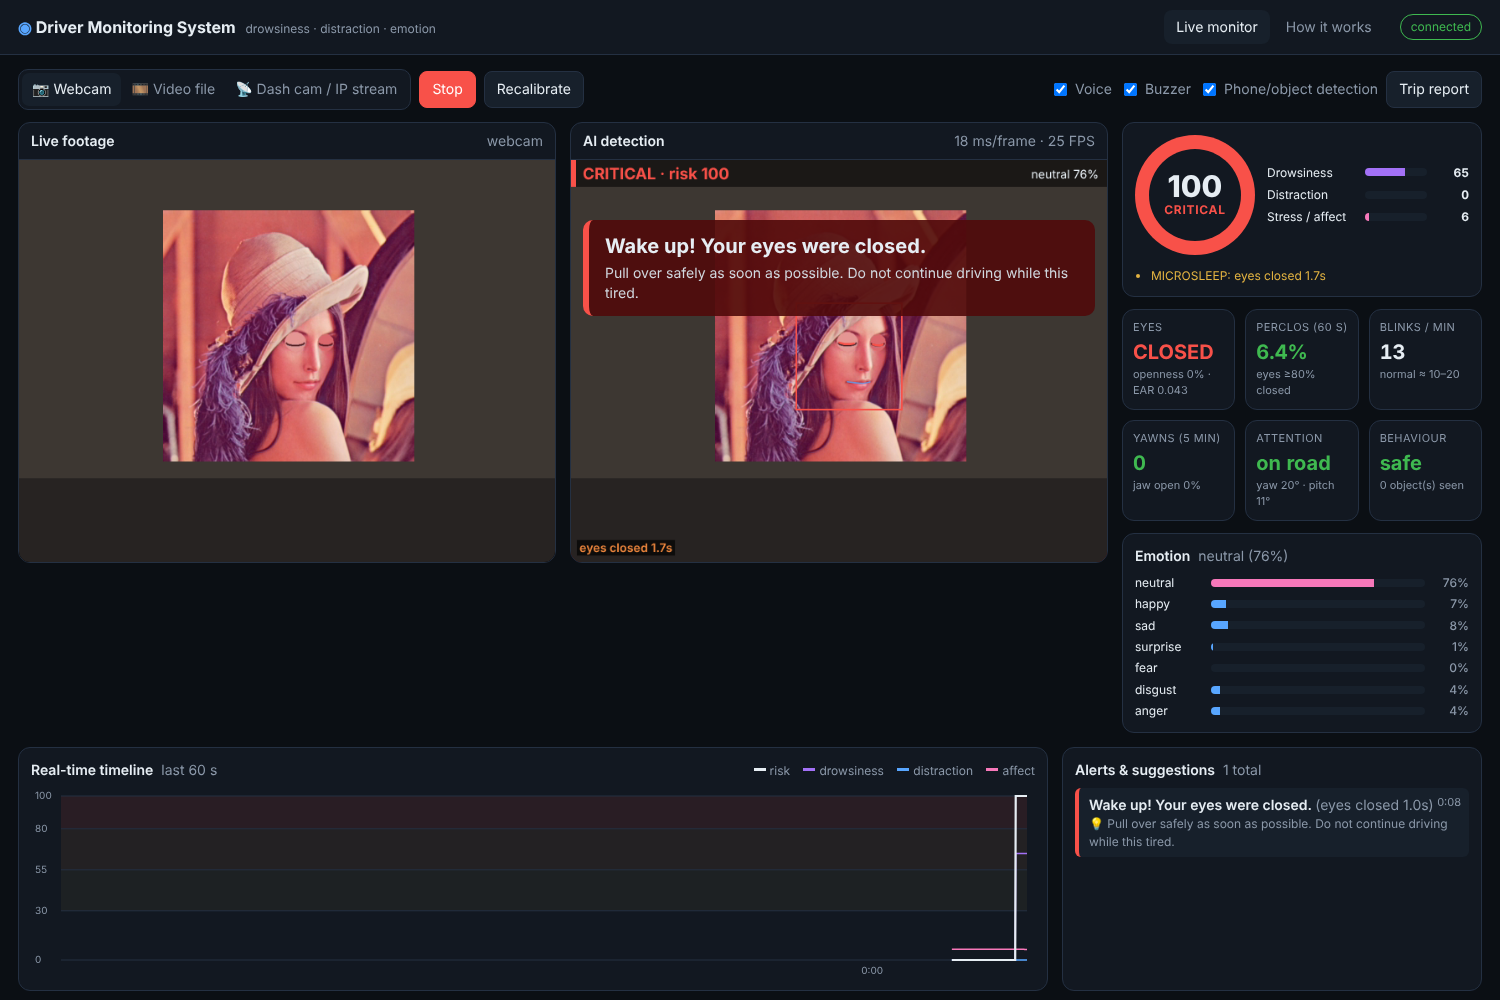 Driver Monitoring System drowsiness · distraction · emotion
Live monitor How it works connected
Webcam Video file Dash cam / IP stream Stop Recalibrate
Voice Buzzer Phone/object detection Trip report
Live footage webcam
AI detection 18 ms/frame · 25 FPS
CRITICAL · risk 100 neutral 76%
Wake up! Your eyes were closed.
Pull over safely as soon as possible. Do not continue driving while this
tired.
eyes closed 1.7s
100
CRITICAL
Drowsiness 65
Distraction 0
Stress / affect 6
• MICROSLEEP: eyes closed 1.7s
EYES
CLOSED
openness 0% ·
EAR 0.043
PERCLOS (60 S)
6.4%
eyes ≥80%
closed
BLINKS / MIN
13
normal ≈ 10–20
YAWNS (5 MIN)
0
jaw open 0%
ATTENTION
on road
yaw 20° · pitch
11°
BEHAVIOUR
safe
0 object(s) seen
Emotion neutral (76%)
neutral 76%
happy 7%
sad 8%
surprise 1%
fear 0%
disgust 4%
anger 4%
Real-time timeline last 60 s
risk drowsiness distraction affect
100
80
55
30
0
0:00
Alerts & suggestions 1 total
Wake up! Your eyes were closed. (eyes closed 1.0s) 0:08
💡 Pull over safely as soon as possible. Do not continue driving
while this tired.